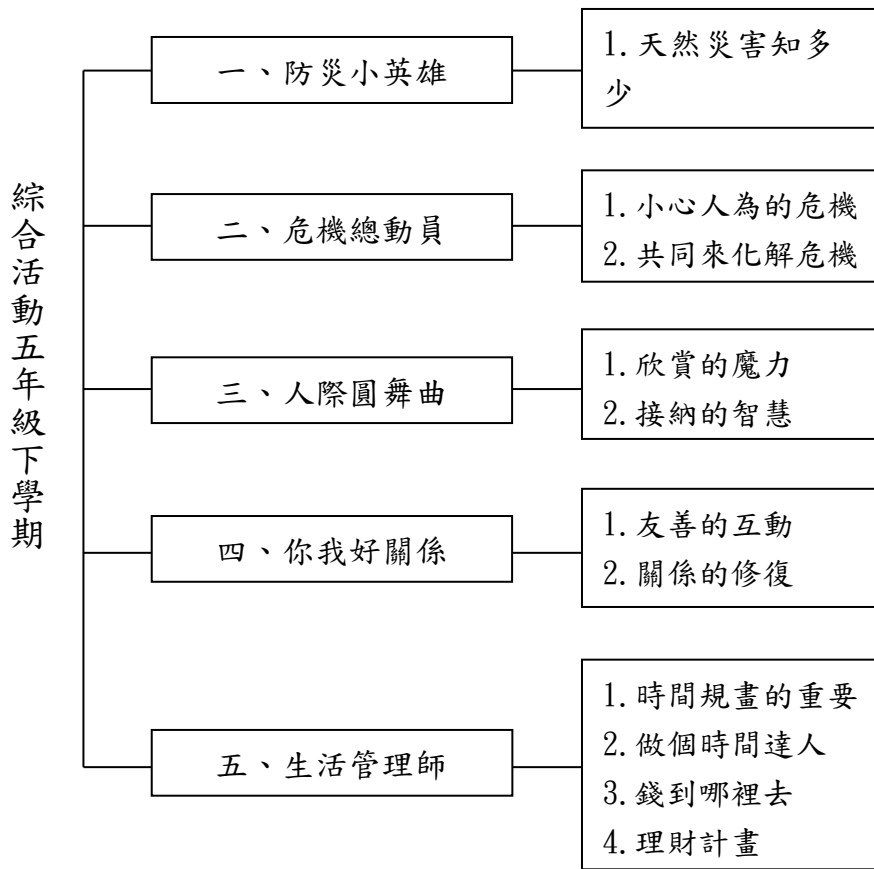 綜合活動五年級下學期
一、防災小英雄
1.天然災害知多
少
二、危機總動員
1.小心人為的危機
2.共同來化解危機
三、人際圓舞曲
1.欣賞的魔力
2.接納的智慧
四、你我好關係
1.友善的互動
2.關係的修復
五、生活管理師
1.時間規畫的重要
2.做個時間達人
3.錢到哪裡去
4.理財計畫